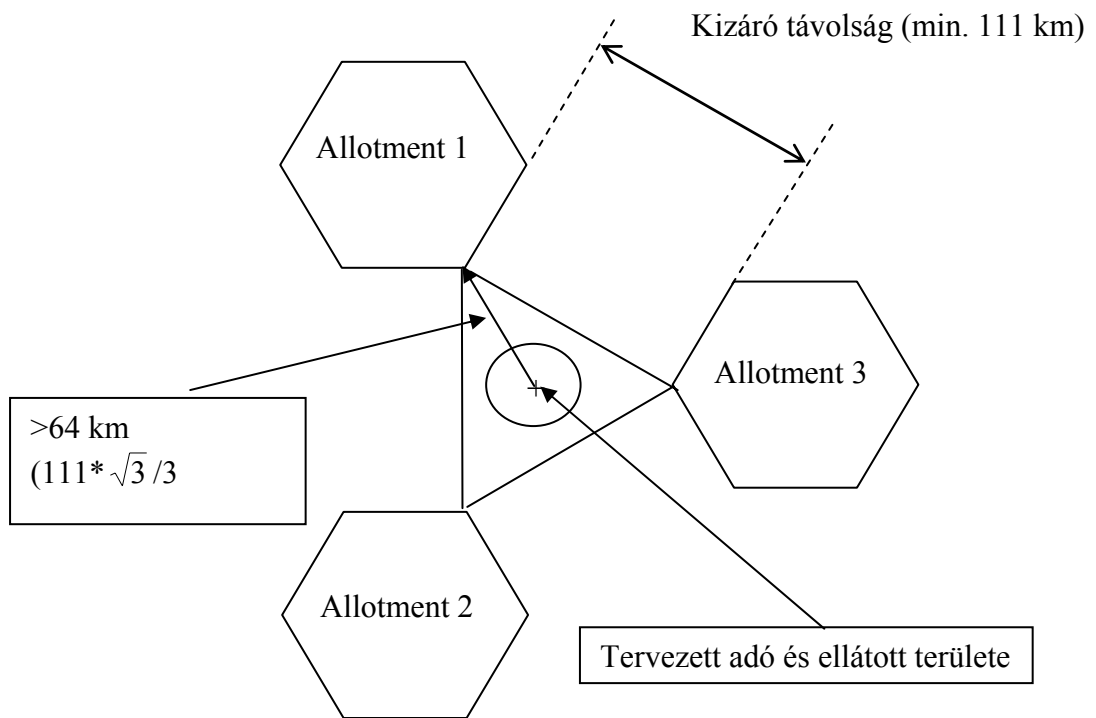 Kizáró távolság (min. 111 km)
Allotment 1
Allotment 3
>64 km
(111* √3 /3
Allotment 2
Tervezett adó és ellátott területe